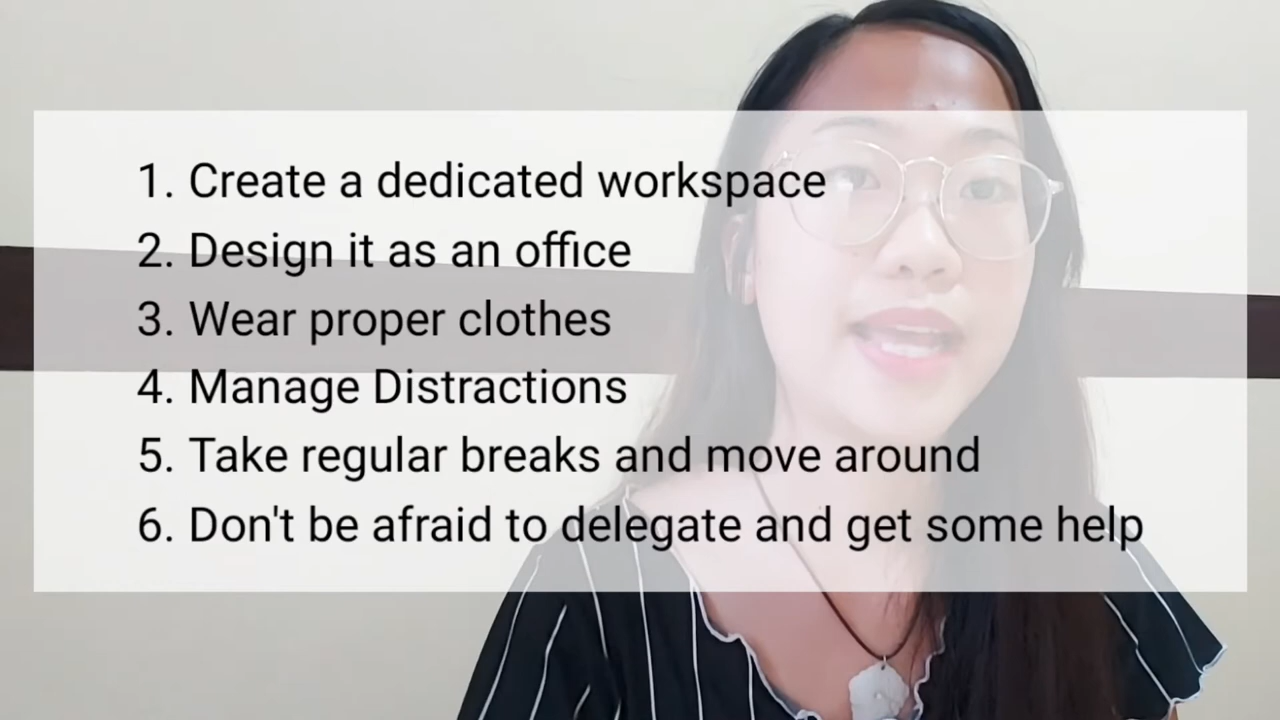 1. Create a dedicated workspace
2. Design it as an office
3. Wear proper clothes
4. Manage Distractions
5. Take regular breaks and move around
6. Don't be afraid to delegate and get some help